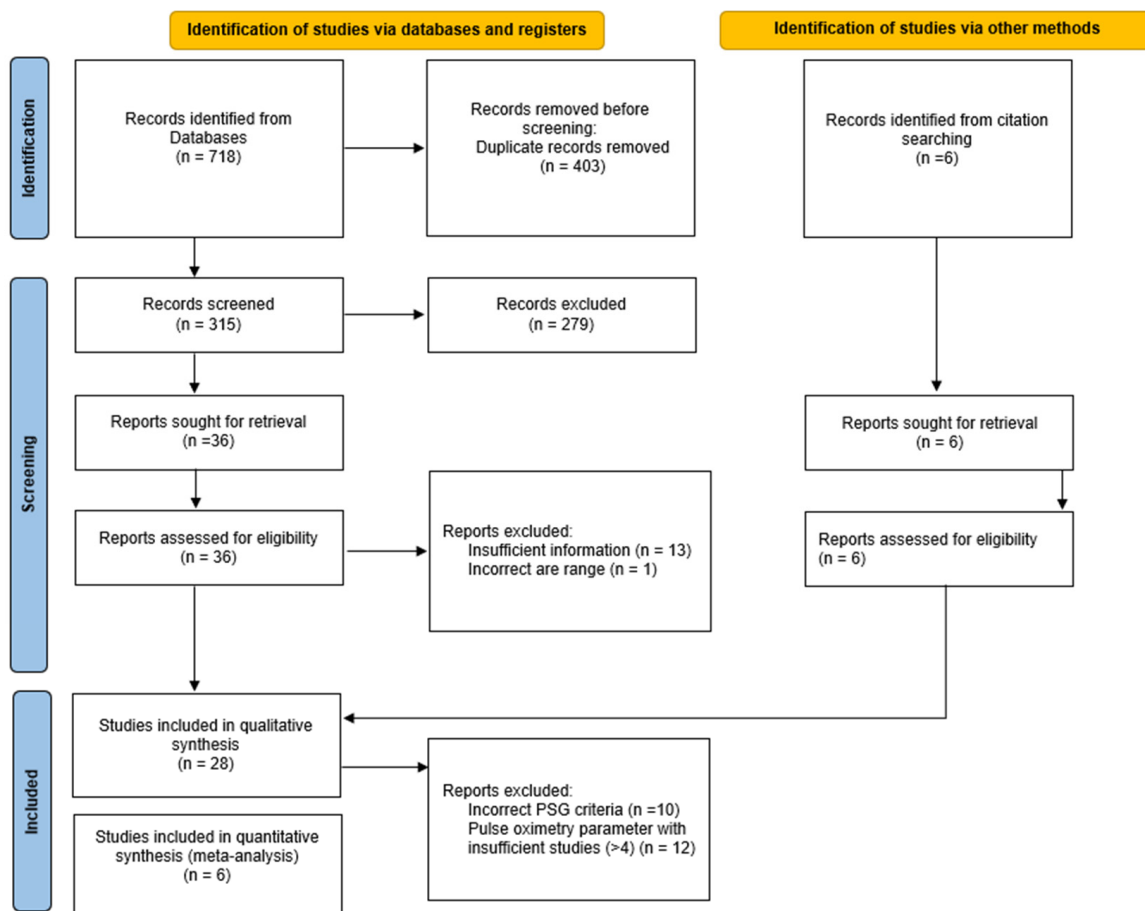 Identification of studies via databases and registers
Identification of studies via other methods
Identification
Records identified from
Databases
(n = 718)
Records removed before
screening:
Duplicate records removed
(n = 403)
Records identified from citation
searching
(n =6)
Screening
Records screened
(n = 315)
Records excluded
(n = 279)
Reports sought for retrieval
(n =36)
Reports sought for retrieval
(n = 6)
Reports assessed for eligibility
(n = 36)
Reports excluded:
Insufficient information (n = 13)
Incorrect are range (n = 1)
Reports assessed for eligibility
(n = 6)
Included
Studies included in qualitative
synthesis
(n = 28)
Reports excluded:
Incorrect PSG criteria (n =10)
Pulse oximetry parameter with
insufficient studies (>4) (n = 12)
Studies included in quantitative
synthesis (meta-analysis)
(n = 6)